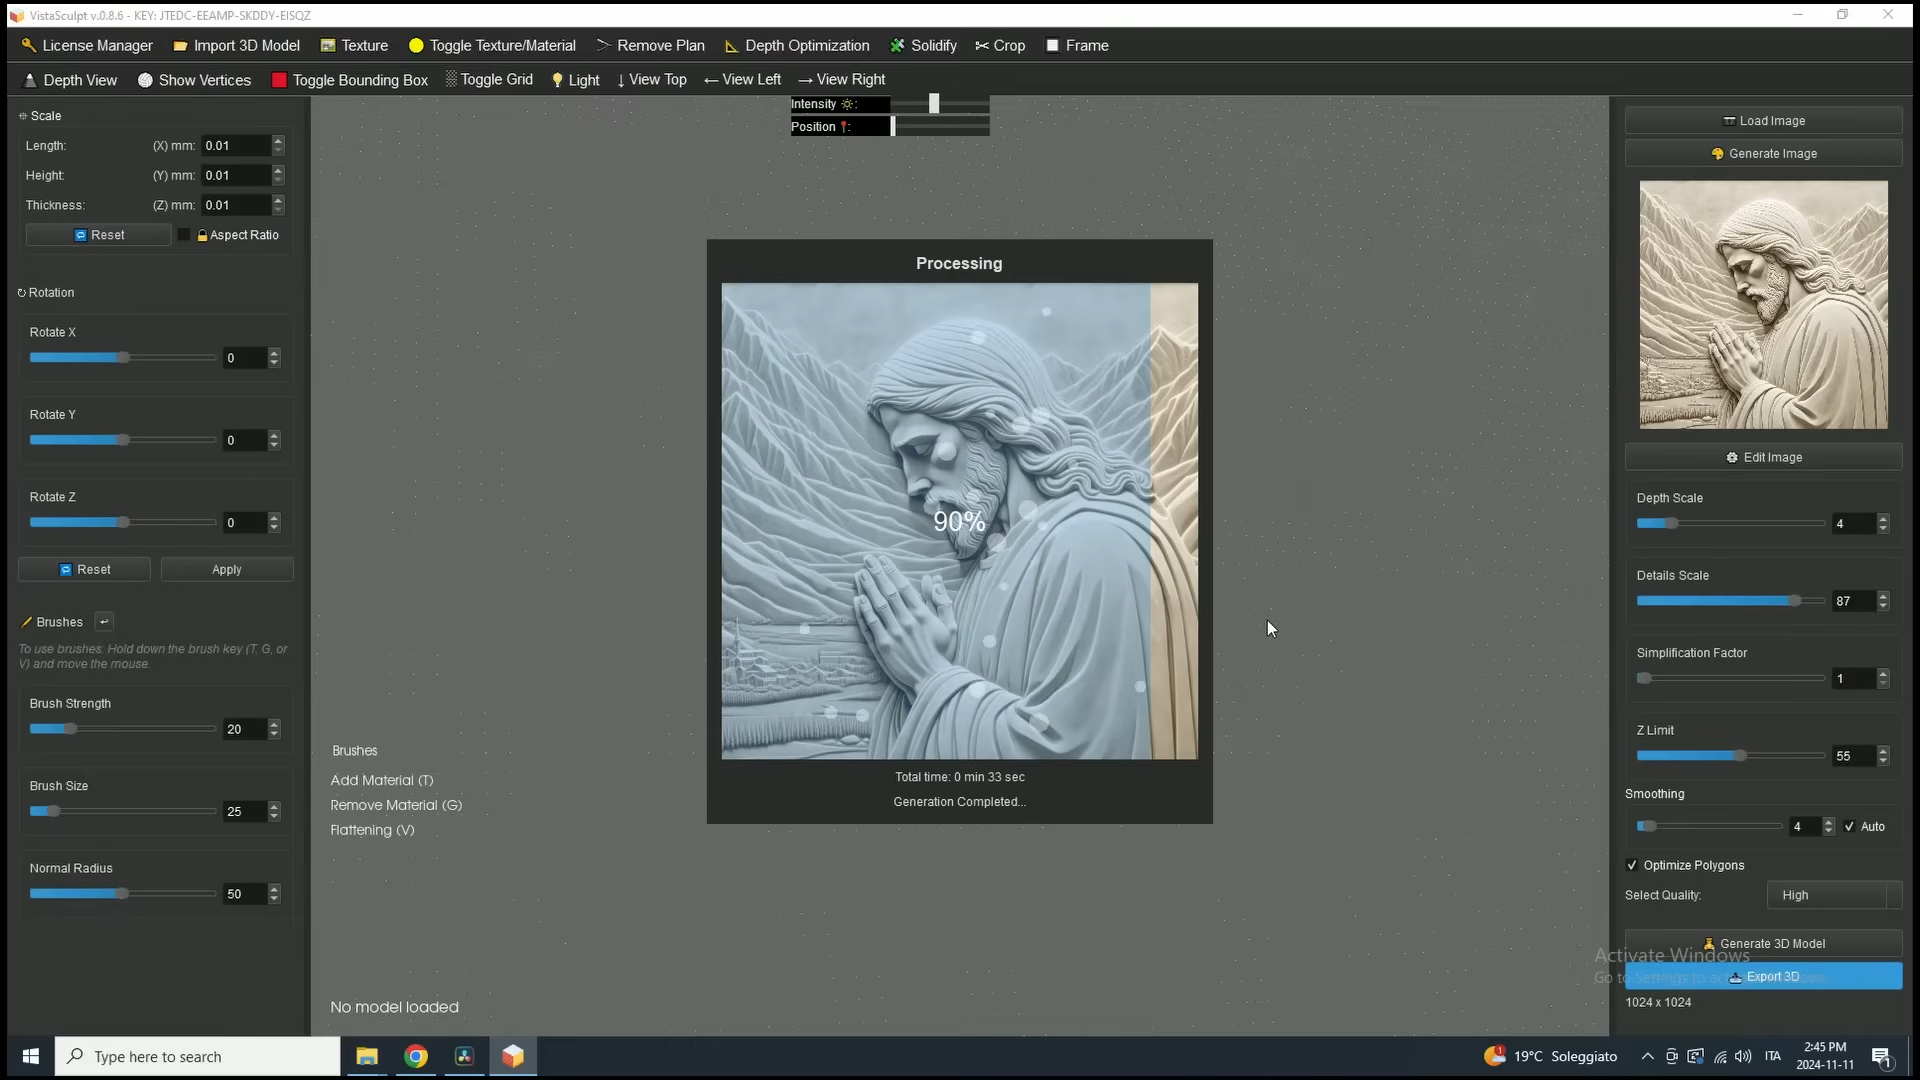 VistaSculpt v.0.8.6 - KEY: JTEDC-EEAMP-SKDDY-EISQZ
License Manager Import 3D Model Texture Toggle Texture/Material Remove Plan Depth Optimization Solidify Crop Frame
Depth View Show Vertices Toggle Bounding Box Toggle Grid Light ↓ View Top ← View Left → View Right
Intensity :
Position :
Scale
Length: (X) mm: 0.01
Height: (Y) mm: 0.01
Thickness: (Z) mm: 0.01
Reset Aspect Ratio
Rotation
Rotate X
0
Rotate Y
0
Rotate Z
0
Reset Apply
Brushes
To use brushes: Hold down the brush key (T, G, or
V) and move the mouse.
Brush Strength
20
Brush Size
25
Normal Radius
50
Brushes
Add Material (T)
Remove Material (G)
Flattening (V)
No model loaded
Processing
90%
Total time: 0 min 33 sec
Generation Completed...
Load Image
Generate Image
Edit Image
Depth Scale
4
Details Scale
87
Simplification Factor
1
Z Limit
55
Smoothing
4 Auto
Optimize Polygons
Select Quality: High
Generate 3D Model
Activate Windows
Export 3D
1024 x 1024
Type here to search
1
19°C Soleggiato
ITA
2:45 PM
2024-11-11
1